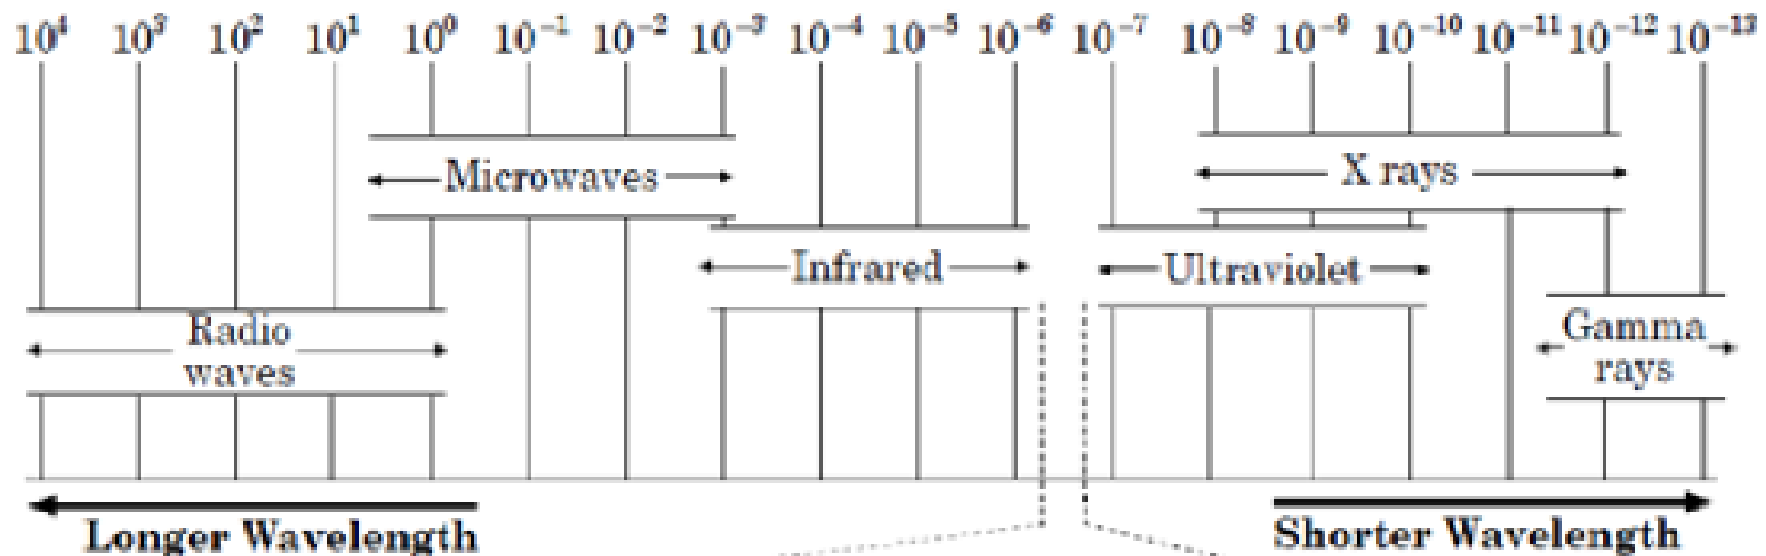 10⁴ 10³ 10² 10¹ 10⁰ 10⁻¹ 10⁻² 10⁻³ 10⁻⁴ 10⁻⁵ 10⁻⁶ 10⁻⁷ 10⁻⁸ 10⁻⁹ 10⁻¹⁰ 10⁻¹¹ 10⁻¹² 10⁻¹³
Microwaves
X rays
Infrared
Ultraviolet
Radio
waves
Gamma
rays
Longer Wavelength
Shorter Wavelength